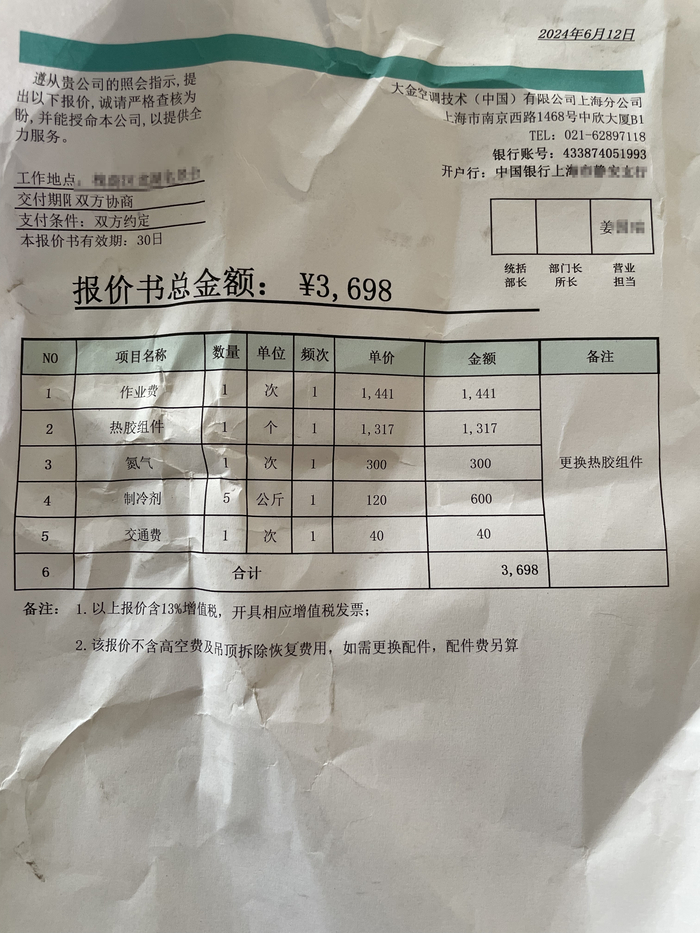 2024年6月12日
遵从贵公司的照会指示,提
出以下报价,诚请严格查核为
盼,并能授命本公司,以提供全
力服务。
大金空调技术（中国）有限公司上海分公司
上海市南京西路1468号中欣大厦B1
TEL: 021-62897118
银行账号: 433874051993
开户行: 中国银行上海
工作地点:
交付期限 双方协商
支付条件: 双方约定
本报价书有效期: 30日
姜
统括 部门长 营业
部长 所长 担当
报价书总金额: ¥3,698
NO 项目名称 数量 单位 频次 单价 金额 备注
1 作业费 1 次 1 1,441 1,441
2 热胶组件 1 个 1 1,317 1,317
3 氮气 1 次 1 300 300 更换热胶组件
4 制冷剂 5 公斤 1 120 600
5 交通费 1 次 1 40 40
6 合计 3,698
备注: 1.以上报价含13%增值税,开具相应增值税发票;
2.该报价不含高空费及吊顶拆除恢复费用,如需更换配件,配件费另算